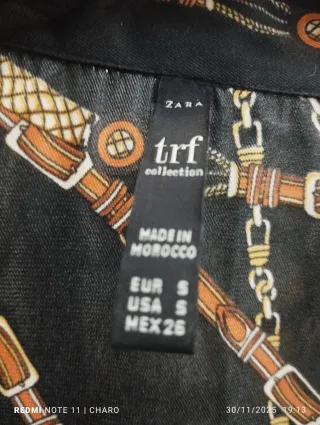 ZARA
trf
collection
MADE IN
MOROCCO
EUR S
USA S
MEX 26
REDMI NOTE 11 | CHARO
30/11/2025 19:13